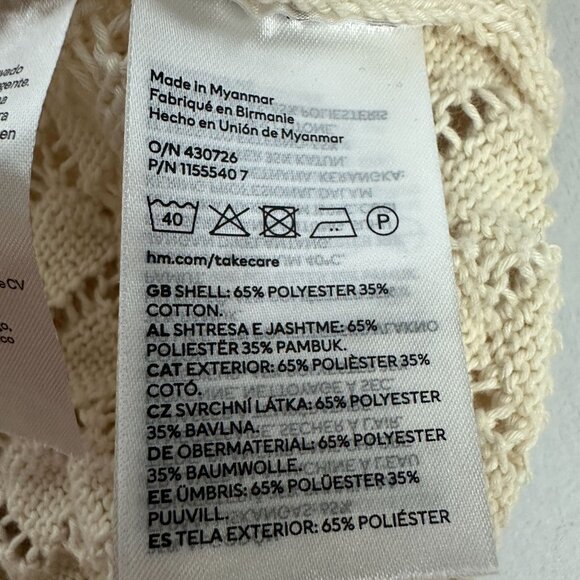 Made in Myanmar
Fabriqué en Birmanie
Hecho en Unión de Myanmar
O/N 430726
P/N 1155540 7
40
P
hm.com/takecare
GB SHELL: 65% POLYESTER 35%
COTTON.
AL SHTRESA E JASHTME: 65%
POLIESTËR 35% PAMBUK.
CAT EXTERIOR: 65% POLIÈSTER 35%
COTÓ.
CZ SVRCHNÍ LÁTKA: 65% POLYESTER
35% BAVLNA.
DE OBERMATERIAL: 65% POLYESTER
35% BAUMWOLLE.
EE ÜMBRIS: 65% POLÜESTER 35%
PUUVILL.
ES TELA EXTERIOR: 65% POLIÉSTER
en
CV